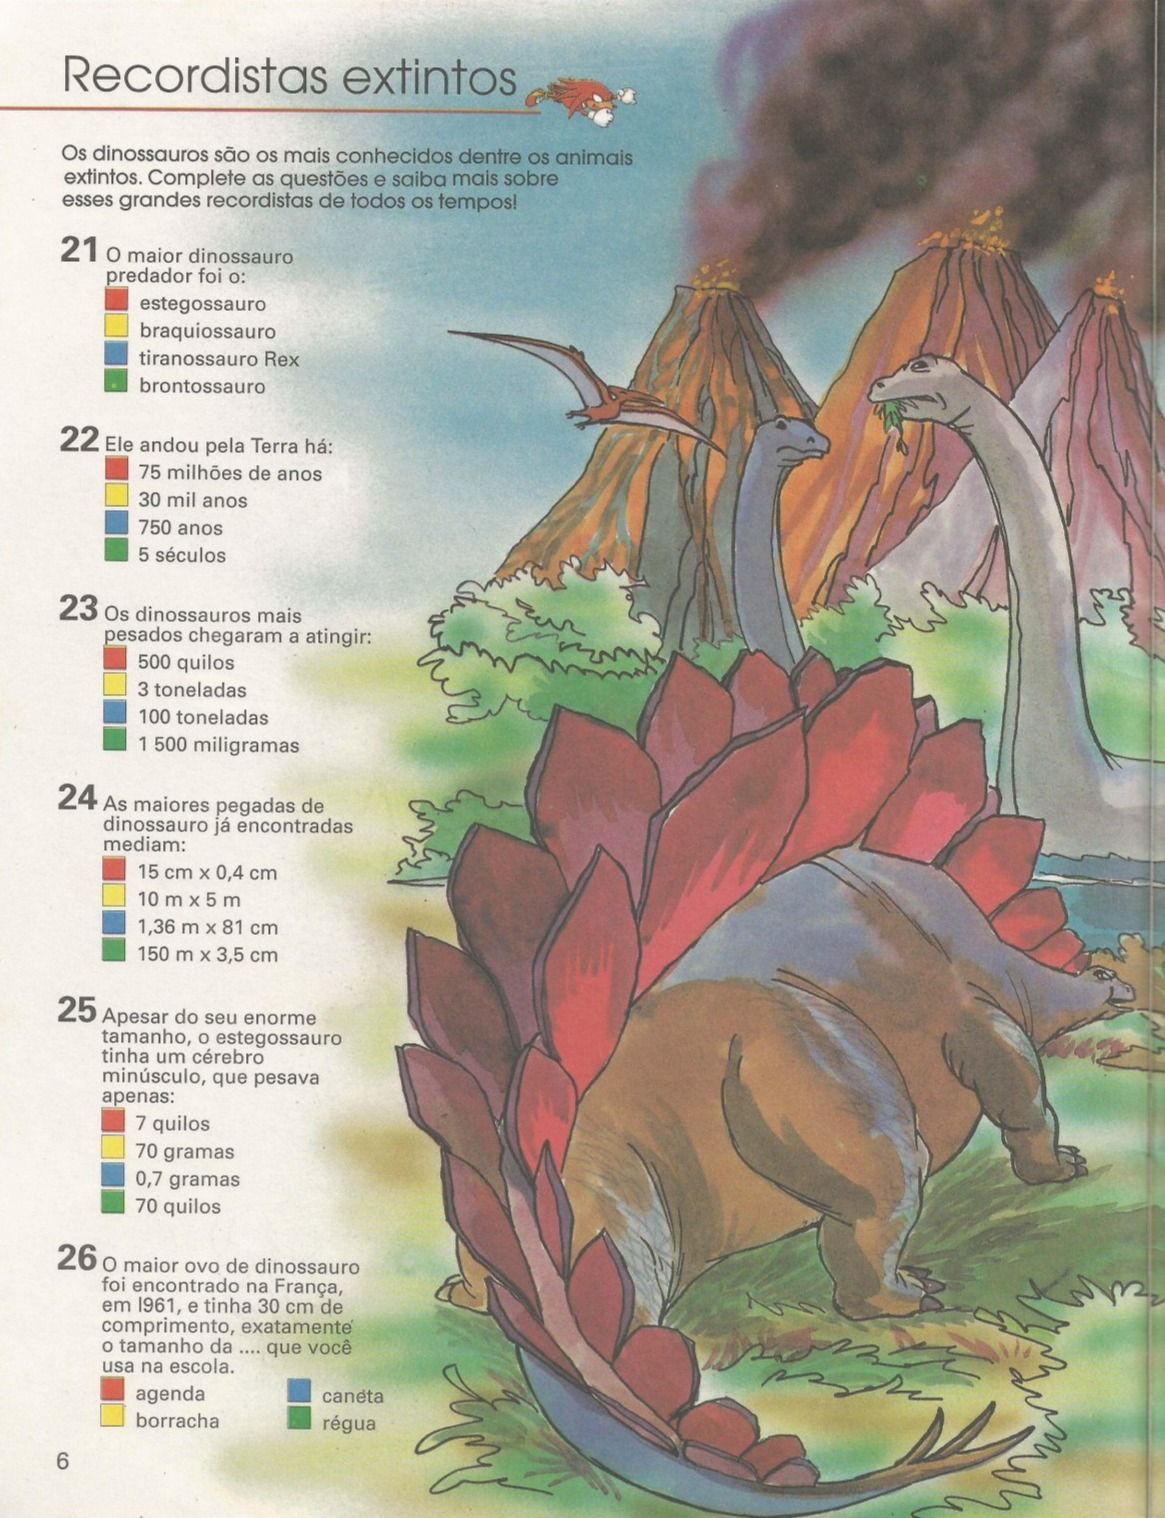 Recordistas extintos
Os dinossauros são os mais conhecidos dentre os animais
extintos. Complete as questões e saiba mais sobre
esses grandes recordistas de todos os tempos!
21 O maior dinossauro
predador foi o:
estegossauro
braquiossauro
tiranossauro Rex
brontossauro
22 Ele andou pela Terra há:
75 milhões de anos
30 mil anos
750 anos
5 séculos
23 Os dinossauros mais
pesados chegaram a atingir:
500 quilos
3 toneladas
100 toneladas
1 500 miligramas
24 As maiores pegadas de
dinossauro já encontradas
mediam:
15 cm x 0,4 cm
10 m x 5 m
1,36 m x 81 cm
150 m x 3,5 cm
25 Apesar do seu enorme
tamanho, o estegossauro
tinha um cérebro
minúsculo, que pesava
apenas:
7 quilos
70 gramas
0,7 gramas
70 quilos
26 O maior ovo de dinossauro
foi encontrado na França,
em 1961, e tinha 30 cm de
comprimento, exatamente
o tamanho da .... que você
usa na escola.
agenda
borracha
caneta
régua
6